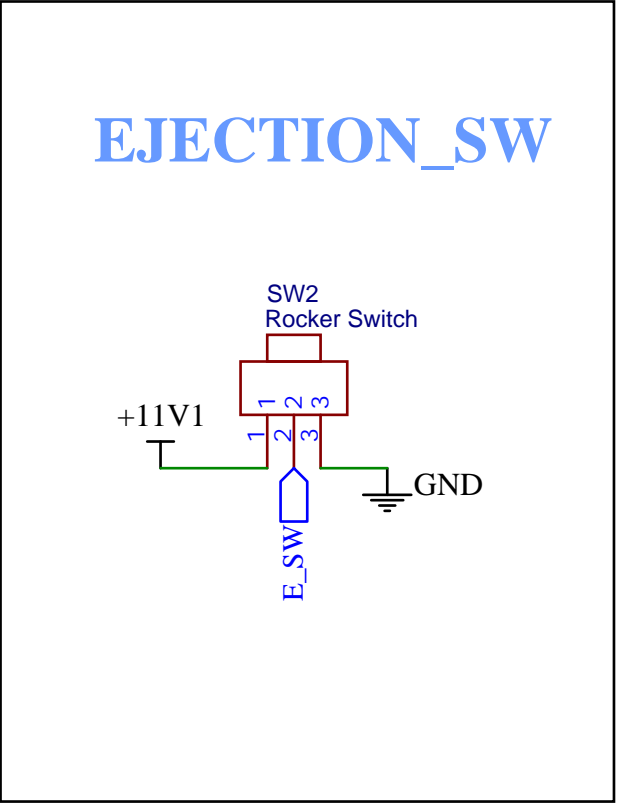 EJECTION_SW
SW2
Rocker Switch
1 2 3
+11V1
1 2 3
GND
E_SW